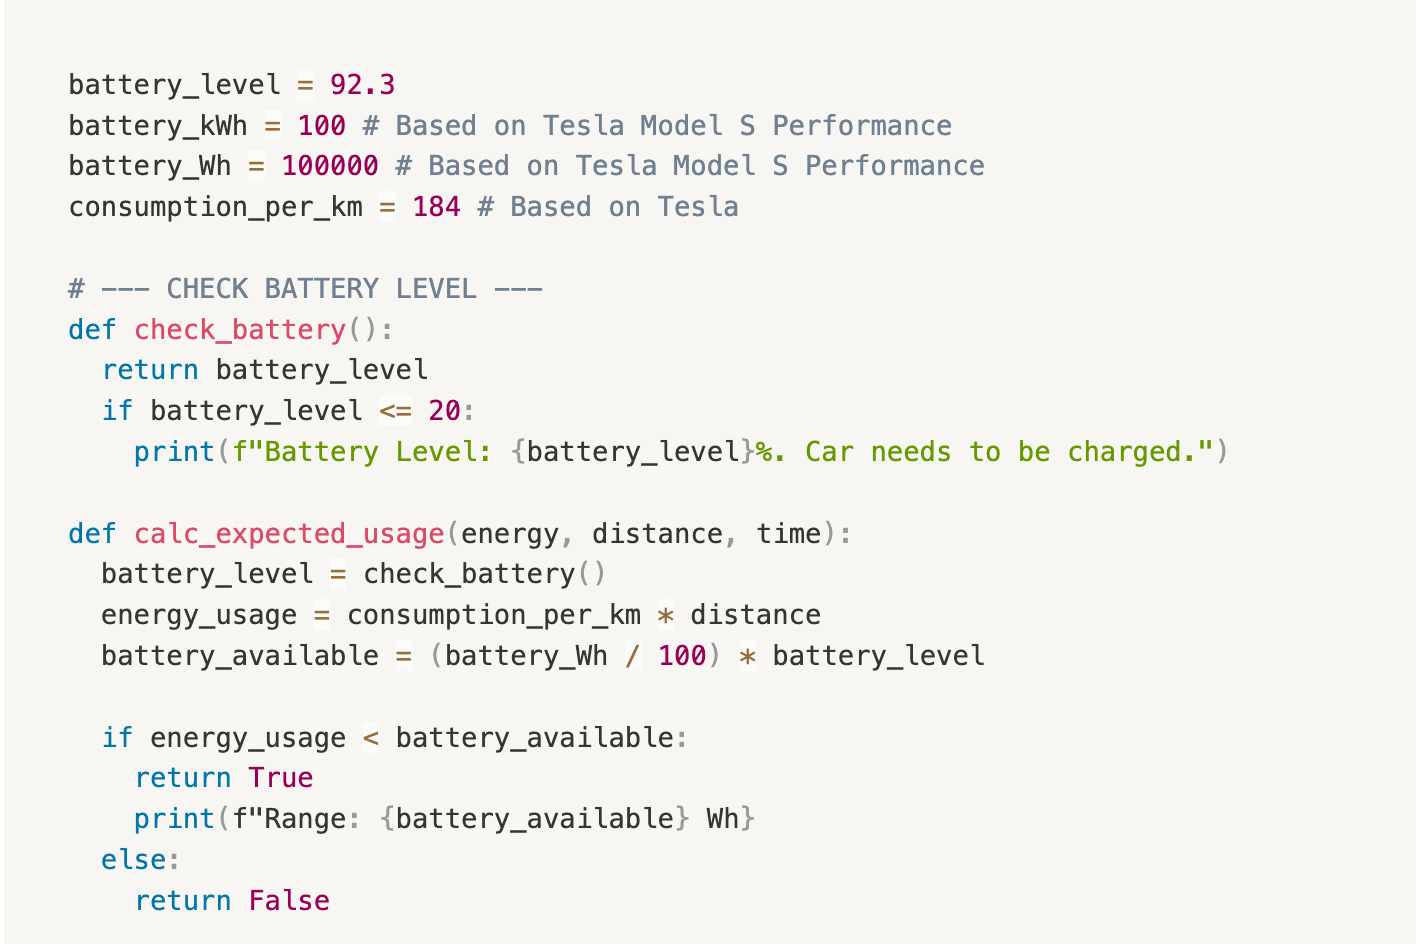 battery_level = 92.3
battery_kWh = 100 # Based on Tesla Model S Performance
battery_Wh = 100000 # Based on Tesla Model S Performance
consumption_per_km = 184 # Based on Tesla

# --- CHECK BATTERY LEVEL ---
def check_battery():
  return battery_level
  if battery_level <= 20:
    print(f"Battery Level: {battery_level}%. Car needs to be charged.")

def calc_expected_usage(energy, distance, time):
  battery_level = check_battery()
  energy_usage = consumption_per_km * distance
  battery_available = (battery_Wh / 100) * battery_level

  if energy_usage < battery_available:
    return True
    print(f"Range: {battery_available} Wh}
  else:
    return False